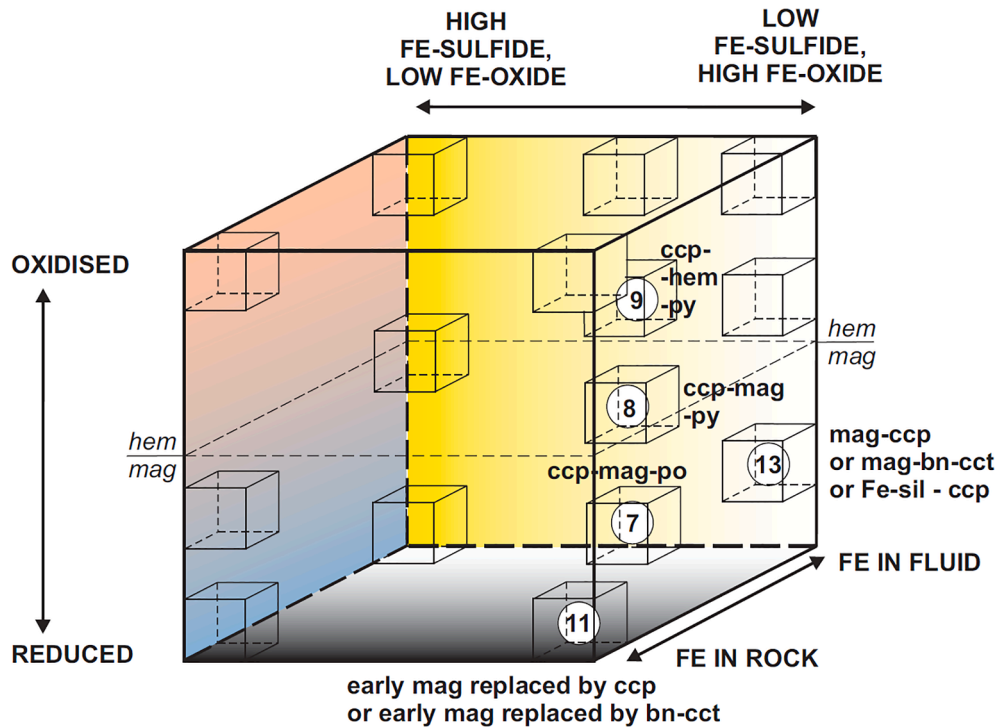 HIGH
FE-SULFIDE,
LOW FE-OXIDE
LOW
FE-SULFIDE,
HIGH FE-OXIDE
OXIDISED
ccp-
-hem
-py
9
hem
mag
8
ccp-mag
-py
hem
mag
mag-ccp
or mag-bn-cct
or Fe-sil - ccp
13
ccp-mag-po
7
FE IN FLUID
11
REDUCED
FE IN ROCK
early mag replaced by ccp
or early mag replaced by bn-cct